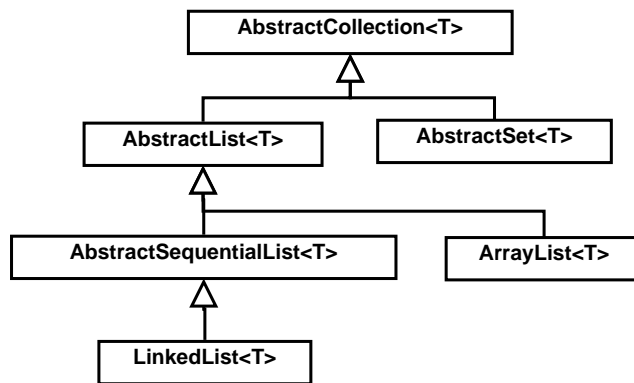 AbstractCollection<T>
AbstractList<T>
AbstractSet<T>
AbstractSequentialList<T>
ArrayList<T>
LinkedList<T>